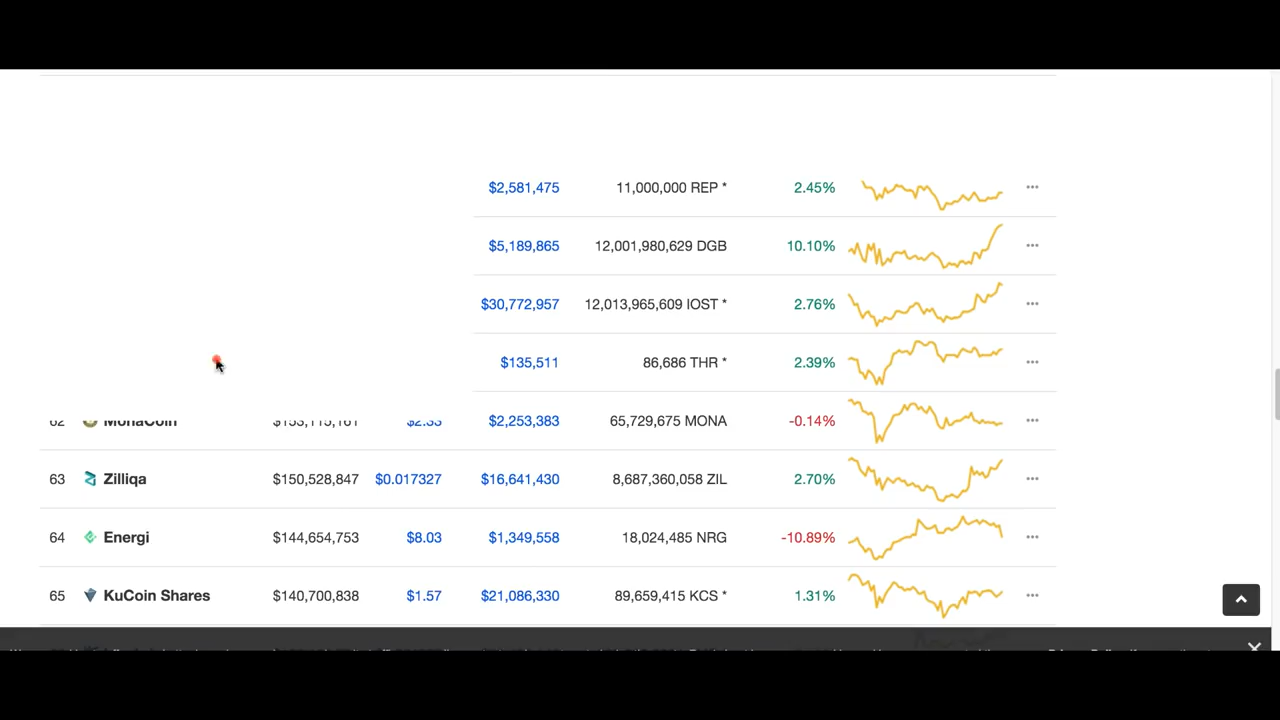 $2,581,475 11,000,000 REP * 2.45%
$5,189,865 12,001,980,629 DGB 10.10%
$30,772,957 12,013,965,609 IOST * 2.76%
$135,511 86,686 THR * 2.39%
62 MonaCoin $153,115,161 $2.33 $2,253,383 65,729,675 MONA -0.14%
63 Zilliqa $150,528,847 $0.017327 $16,641,430 8,687,360,058 ZIL 2.70%
64 Energi $144,654,753 $8.03 $1,349,558 18,024,485 NRG -10.89%
65 KuCoin Shares $140,700,838 $1.57 $21,086,330 89,659,415 KCS * 1.31%